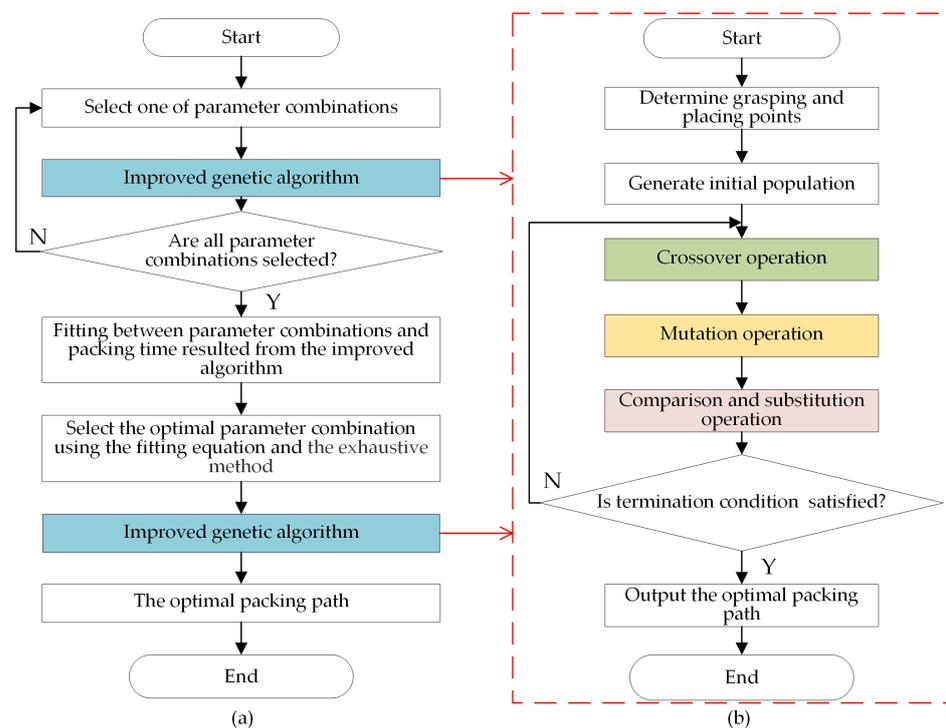 Start
Select one of parameter combinations
Improved genetic algorithm
N
Are all parameter
combinations selected?
Y
Fitting between parameter combinations and
packing time resulted from the improved
algorithm
Select the optimal parameter combination
using the fitting equation and the exhaustive
method
Improved genetic algorithm
The optimal packing path
End
(a)
Start
Determine grasping and
placing points
Generate initial population
Crossover operation
Mutation operation
Comparison and substitution
operation
N
Is termination condition satisfied?
Y
Output the optimal packing
path
End
(b)